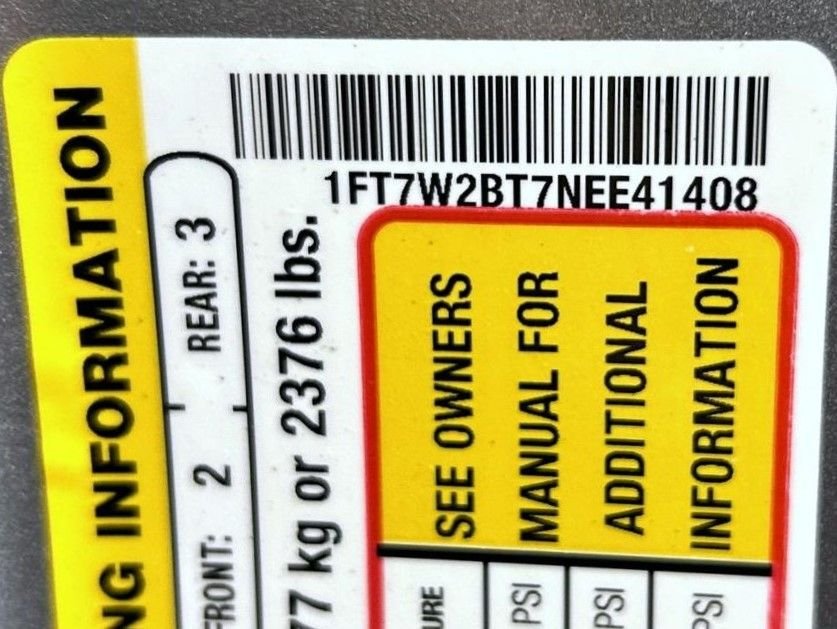 1FT7W2BT7NEE41408
NG INFORMATION
FRONT: 2 REAR: 3
77 kg or 2376 lbs.
SEE OWNERS
MANUAL FOR
ADDITIONAL
INFORMATION
URE
PSI
PSI
PSI